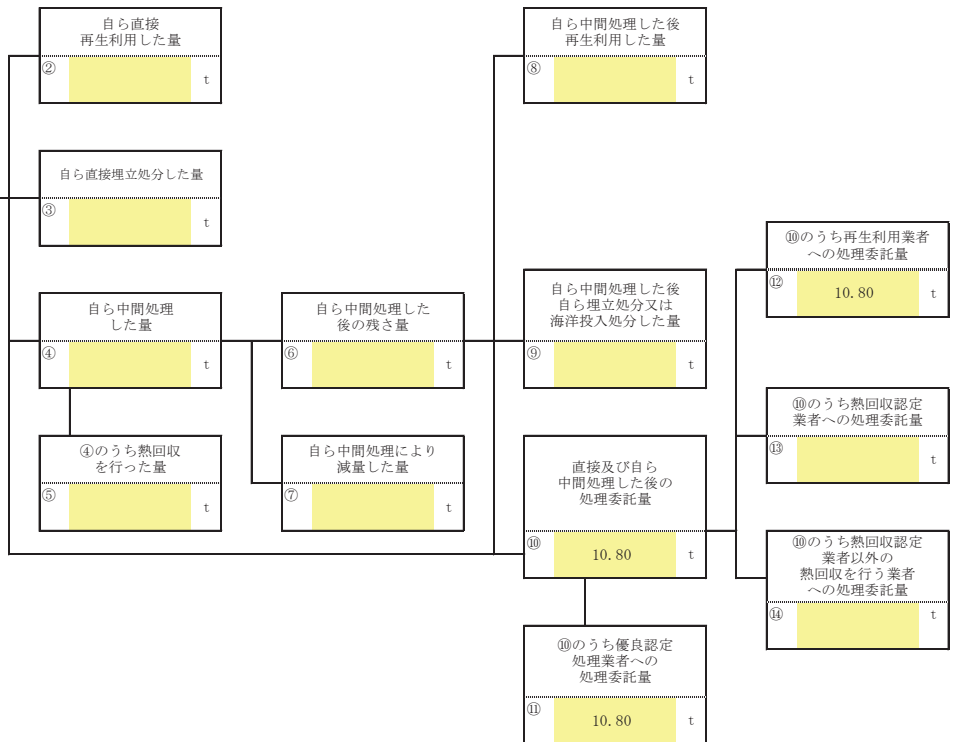 自ら直接
再生利用した量
②
t
自ら直接埋立処分した量
③
t
自ら中間処理
した量
④
t
④のうち熱回収
を行った量
⑤
t
自ら中間処理した
後の残さ量
⑥
t
自ら中間処理により
減量した量
⑦
t
自ら中間処理した後
再生利用した量
⑧
t
自ら中間処理した後
自ら埋立処分又は
海洋投入処分した量
⑨
t
直接及び自ら
中間処理した後の
処理委託量
⑩ 10.80 t
⑩のうち優良認定
処理業者への
処理委託量
⑪ 10.80 t
⑩のうち再生利用業者
への処理委託量
⑫ 10.80 t
⑩のうち熱回収認定
業者への処理委託量
⑬
t
⑩のうち熱回収認定
業者以外の
熱回収を行う業者
への処理委託量
⑭
t